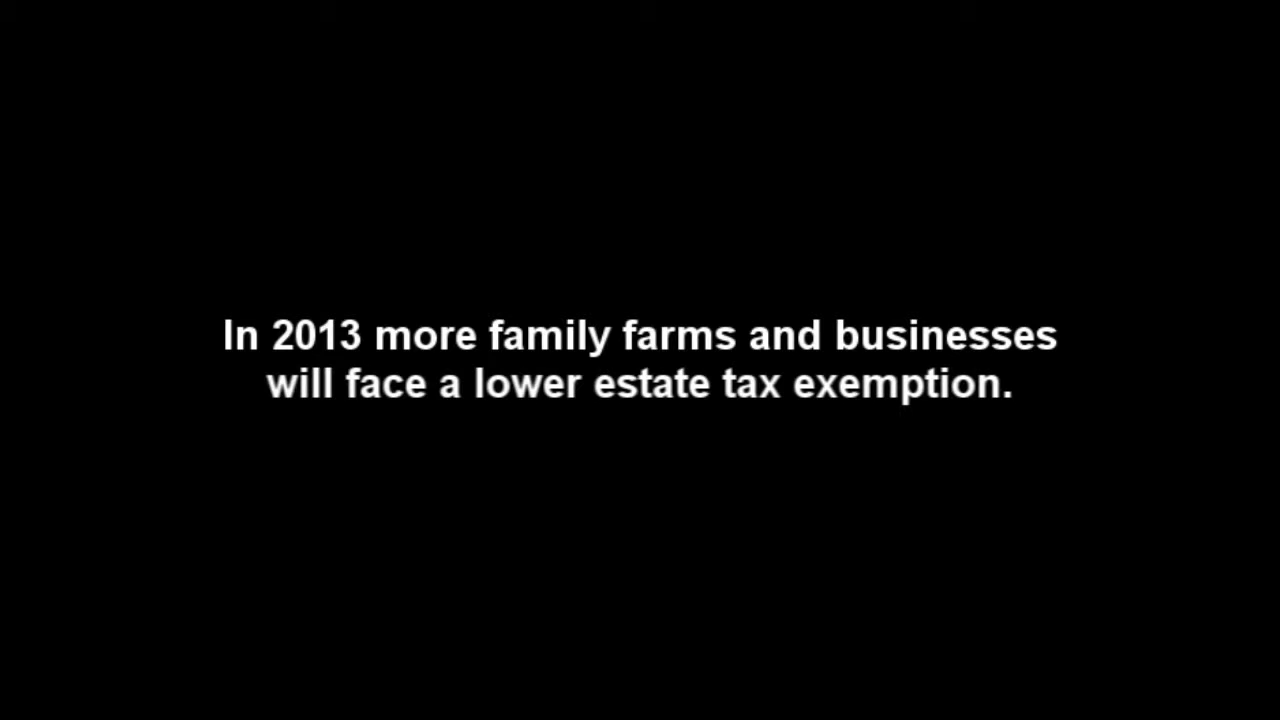 In 2013 more family farms and businesses
will face a lower estate tax exemption.